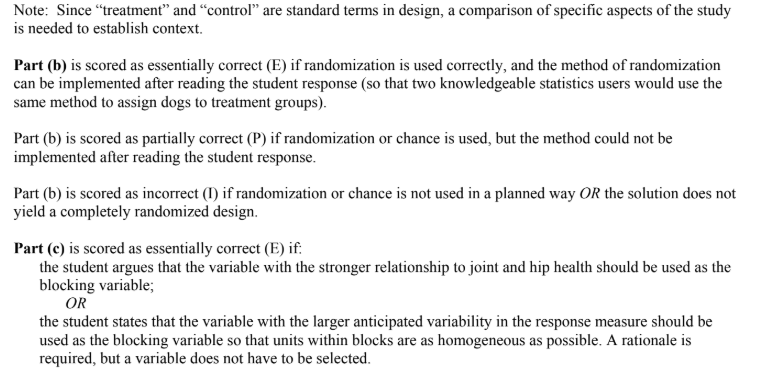 Note:  Since “treatment” and “control” are standard terms in design, a comparison of specific aspects of the study
is needed to establish context.
Part (b) is scored as essentially correct (E) if randomization is used correctly, and the method of randomization
can be implemented after reading the student response (so that two knowledgeable statistics users would use the
same method to assign dogs to treatment groups).
Part (b) is scored as partially correct (P) if randomization or chance is used, but the method could not be
implemented after reading the student response.
Part (b) is scored as incorrect (I) if randomization or chance is not used in a planned way OR the solution does not
yield a completely randomized design.
Part (c) is scored as essentially correct (E) if:
the student argues that the variable with the stronger relationship to joint and hip health should be used as the
blocking variable;
OR
the student states that the variable with the larger anticipated variability in the response measure should be
used as the blocking variable so that units within blocks are as homogeneous as possible. A rationale is
required, but a variable does not have to be selected.